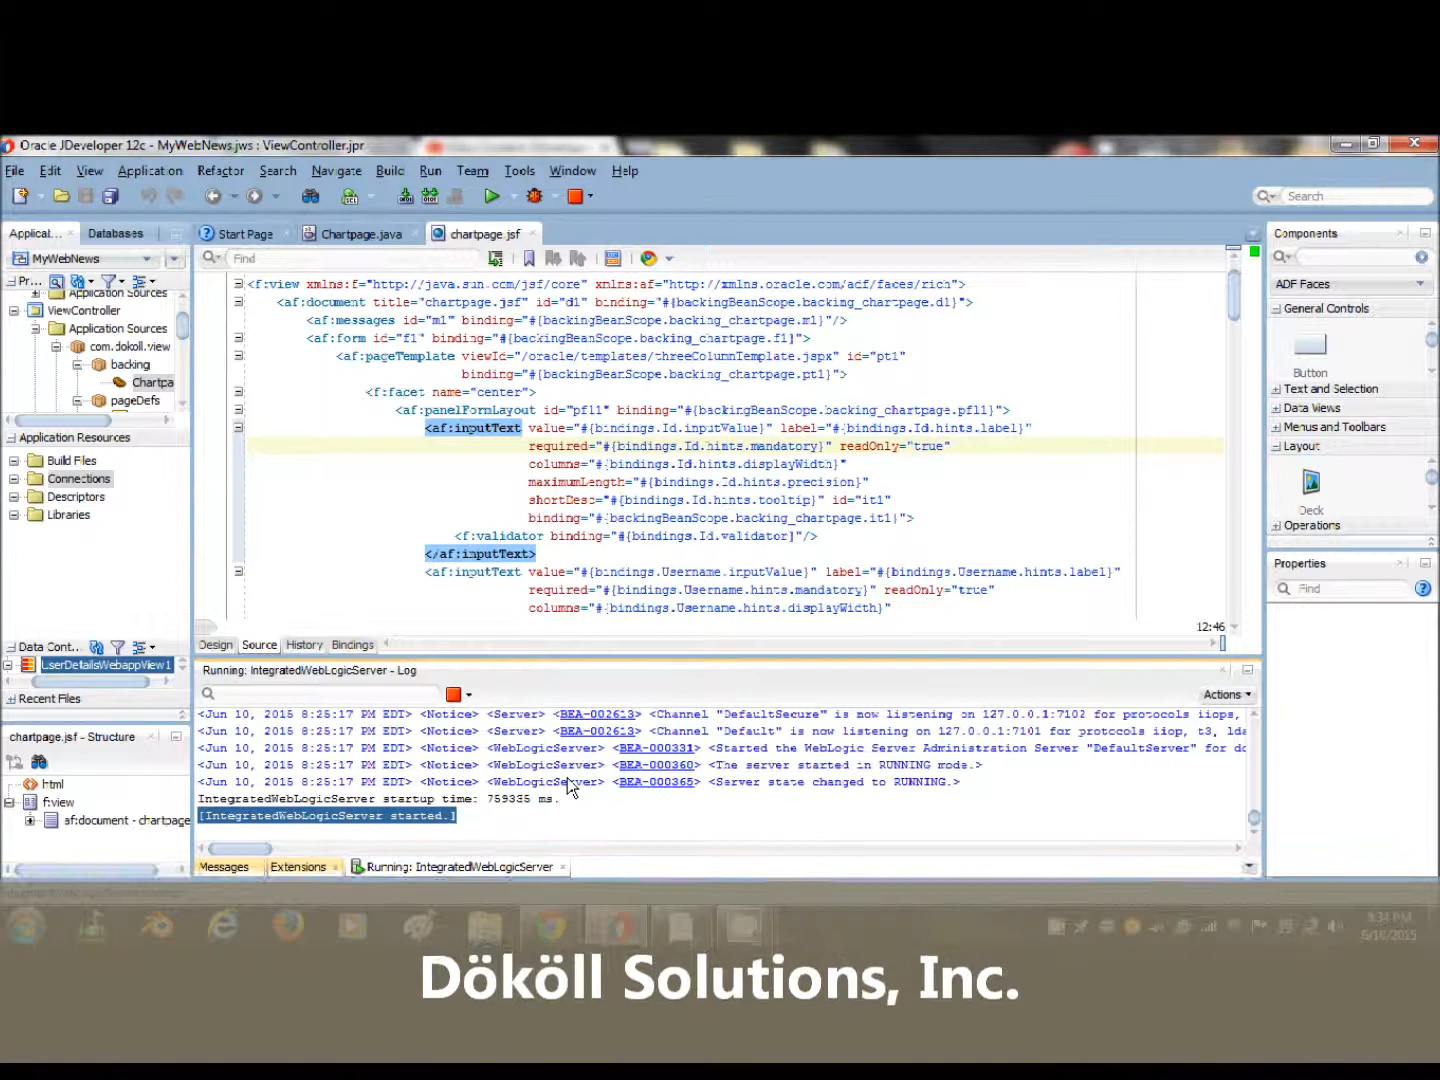 Oracle JDeveloper 12c - MyWebNews.jws : ViewController.jpr
File Edit View Application Refactor Search Navigate Build Run Team Tools Window Help
Search
Applicat... Databases
Start Page Chartpage.java chartpage.jsf
Components
MyWebNews
Find
Pr...
ADF Faces
Application Sources
ViewController
Application Sources
com.dokoll.view
backing
Chartpa
pageDefs
General Controls
Button
Text and Selection
Data Views
Menus and Toolbars
Layout
Deck
Operations
<f:view xmlns:f="http://java.sun.com/jsf/core" xmlns:af="http://xmlns.oracle.com/adf/faces/rich">
<af:document title="chartpage.jsf" id="d1" binding="#{backingBeanScope.backing_chartpage.d1}">
<af:messages id="m1" binding="#{backingBeanScope.backing_chartpage.m1}"/>
<af:form id="f1" binding="#{backingBeanScope.backing_chartpage.f1}">
<af:pageTemplate viewId="/oracle/templates/threeColumnTemplate.jspx" id="pt1"
binding="#{backingBeanScope.backing_chartpage.pt1}">
<f:facet name="center">
<af:panelFormLayout id="pfl1" binding="#{backingBeanScope.backing_chartpage.pfl1}">
<af:inputText value="#{bindings.Id.inputValue}" label="#{bindings.Id.hints.label}"
required="#{bindings.Id.hints.mandatory}" readOnly="true"
columns="#{bindings.Id.hints.displayWidth}"
maximumLength="#{bindings.Id.hints.precision}"
shortDesc="#{bindings.Id.hints.tooltip}" id="it1"
binding="#{backingBeanScope.backing_chartpage.it1}">
<f:validator binding="#{bindings.Id.validator}"/>
</af:inputText>
<af:inputText value="#{bindings.Username.inputValue}" label="#{bindings.Username.hints.label}"
required="#{bindings.Username.hints.mandatory}" readOnly="true"
columns="#{bindings.Username.hints.displayWidth}"
12:46
Application Resources
Build Files
Connections
Descriptors
Libraries
Properties
Find
Design Source History Bindings
Data Cont...
UserDetailsWebappView1
Recent Files
Running: IntegratedWebLogicServer - Log
Actions
<Jun 10, 2015 8:25:17 PM EDT> <Notice> <Server> <BEA-002613> <Channel "DefaultSecure" is now listening on 127.0.0.1:7102 for protocols iiops,
<Jun 10, 2015 8:25:17 PM EDT> <Notice> <Server> <BEA-002613> <Channel "Default" is now listening on 127.0.0.1:7101 for protocols iiop, t3, lda
<Jun 10, 2015 8:25:17 PM EDT> <Notice> <WebLogicServer> <BEA-000331> <Started the WebLogic Server Administration Server "DefaultServer" for do
<Jun 10, 2015 8:25:17 PM EDT> <Notice> <WebLogicServer> <BEA-000360> <The server started in RUNNING mode.>
<Jun 10, 2015 8:25:17 PM EDT> <Notice> <WebLogicServer> <BEA-000365> <Server state changed to RUNNING.>
IntegratedWebLogicServer startup time: 759335 ms.
[IntegratedWebLogicServer started.]
chartpage.jsf - Structure
html
f:view
af:document - chartpage
Messages Extensions Running: IntegratedWebLogicServer
8:34 PM
6/10/2015
Dököll Solutions, Inc.